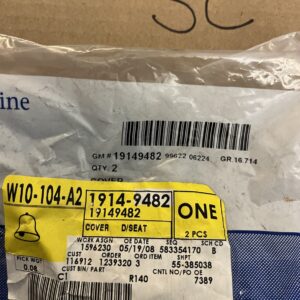 SC
ine
GM # 19149482 99622 06224 GR.16.714
QTY. 2
COVER
W10-104-A2
1914-9482
19149482
COVER D/SEAT
ONE
2 PCS
WORK ASGN OE DATE SEQ SCH CD
1596230 05/19/08 583354170 B
CUST ORDER ORD ITEM SHPT
116912 1239320 3 55-385038
CUST BIN/ PART CNTL NO/PO OE
C1 R140 7389
PICK WGT
0.08